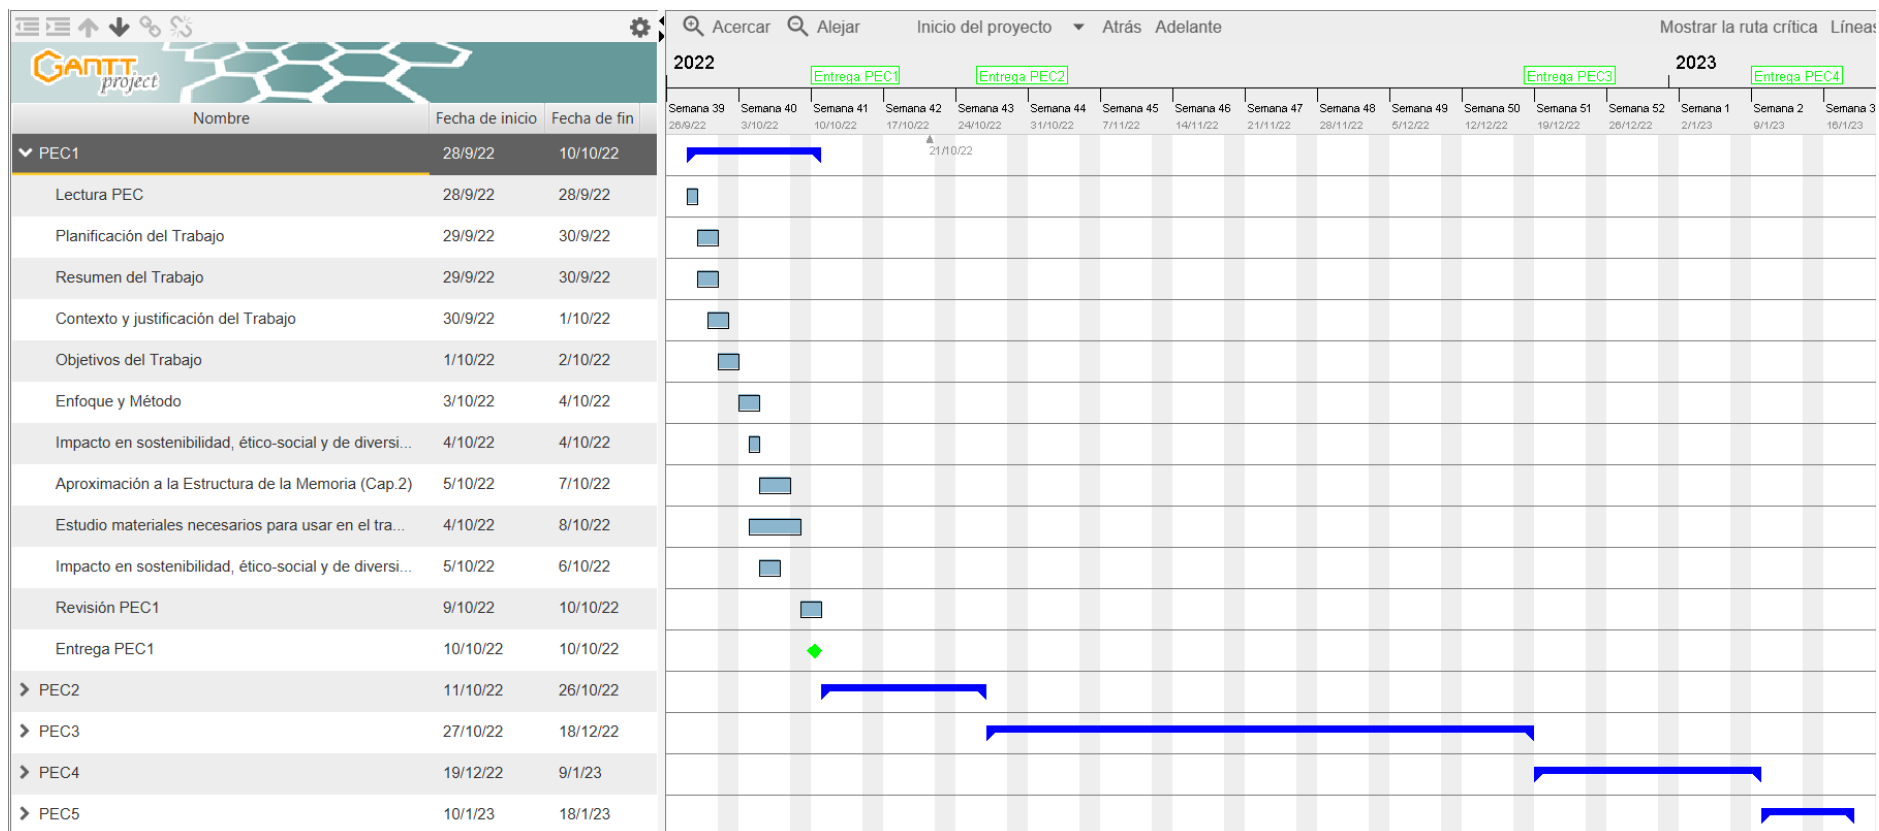 Acercar Alejar Inicio del proyecto Atrás Adelante Mostrar la ruta crítica Líneas
GANTT project
2022 2023
Entrega PEC1 Entrega PEC2 Entrega PEC3 Entrega PEC4
Nombre Fecha de inicio Fecha de fin
Semana 39 Semana 40 Semana 41 Semana 42 Semana 43 Semana 44 Semana 45 Semana 46 Semana 47 Semana 48 Semana 49 Semana 50 Semana 51 Semana 52 Semana 1 Semana 2 Semana 3
26/9/22 3/10/22 10/10/22 17/10/22 24/10/22 31/10/22 7/11/22 14/11/22 21/11/22 28/11/22 5/12/22 12/12/22 19/12/22 26/12/22 2/1/23 9/1/23 16/1/23
21/10/22
PEC1 28/9/22 10/10/22
Lectura PEC 28/9/22 28/9/22
Planificación del Trabajo 29/9/22 30/9/22
Resumen del Trabajo 29/9/22 30/9/22
Contexto y justificación del Trabajo 30/9/22 1/10/22
Objetivos del Trabajo 1/10/22 2/10/22
Enfoque y Método 3/10/22 4/10/22
Impacto en sostenibilidad, ético-social y de diversi... 4/10/22 4/10/22
Aproximación a la Estructura de la Memoria (Cap.2) 5/10/22 7/10/22
Estudio materiales necesarios para usar en el tra... 4/10/22 8/10/22
Impacto en sostenibilidad, ético-social y de diversi... 5/10/22 6/10/22
Revisión PEC1 9/10/22 10/10/22
Entrega PEC1 10/10/22 10/10/22
PEC2 11/10/22 26/10/22
PEC3 27/10/22 18/12/22
PEC4 19/12/22 9/1/23
PEC5 10/1/23 18/1/23